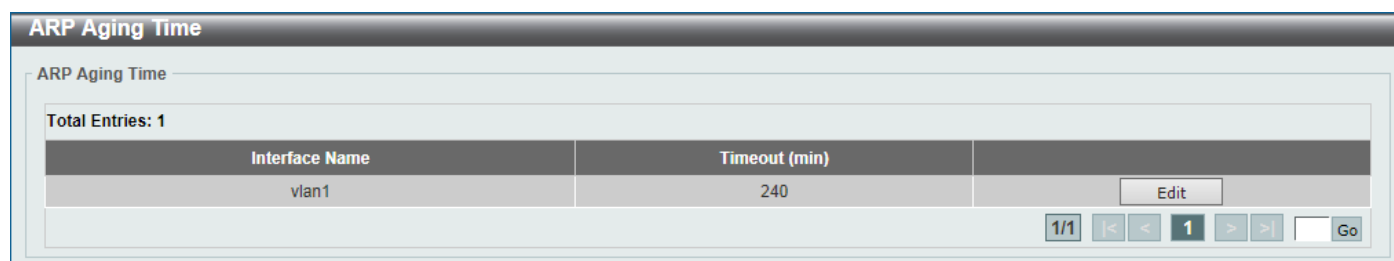 ARP Aging Time
ARP Aging Time
Total Entries: 1
Interface Name Timeout (min)
vlan1 240 Edit
1/1 |< < 1 > >| Go